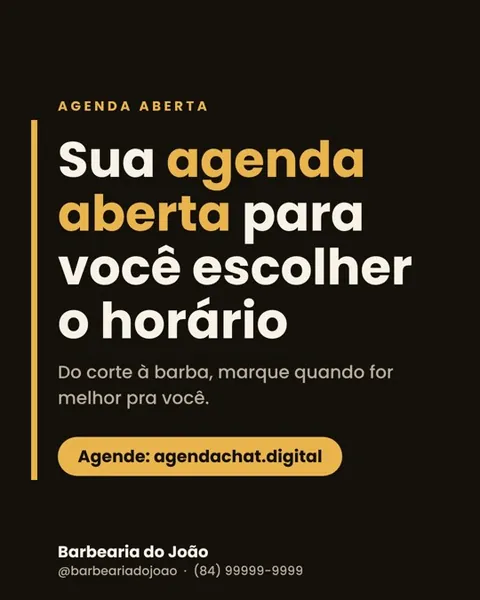 AGENDA ABERTA
Sua agenda
aberta para
você escolher
o horário
Do corte à barba, marque quando for
melhor pra você.
Agende: agendachat.digital
Barbearia do João
@barbeariadojoao · (84) 99999-9999